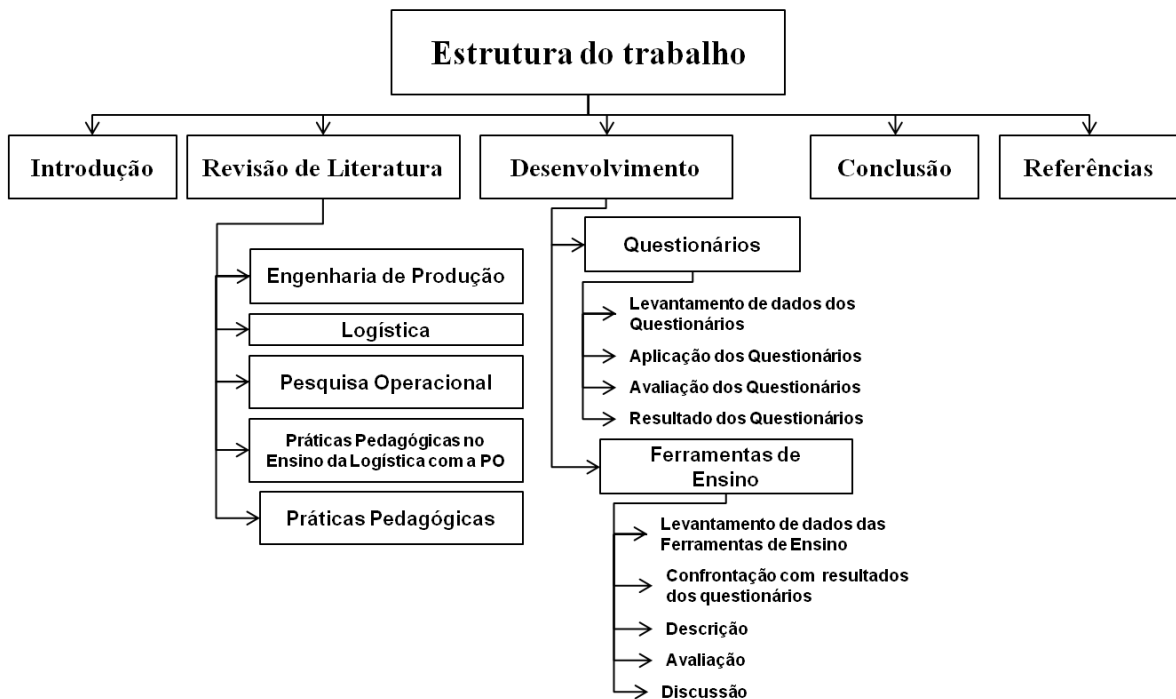 Estrutura do trabalho
Introdução
Revisão de Literatura
Desenvolvimento
Conclusão
Referências
Engenharia de Produção
Logística
Pesquisa Operacional
Práticas Pedagógicas no
Ensino da Logística com a PO
Práticas Pedagógicas
Questionários
Levantamento de dados dos
Questionários
Aplicação dos Questionários
Avaliação dos Questionários
Resultado dos Questionários
Ferramentas de
Ensino
Levantamento de dados das
Ferramentas de Ensino
Confrontação com resultados
dos questionários
Descrição
Avaliação
Discussão